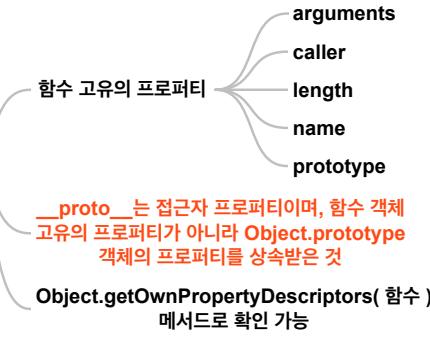 arguments
caller
함수 고유의 프로퍼티
length
name
prototype
__proto__는 접근자 프로퍼티이며, 함수 객체
고유의 프로퍼티가 아니라 Object.prototype
객체의 프로퍼티를 상속받은 것
Object.getOwnPropertyDescriptors( 함수 )
메서드로 확인 가능